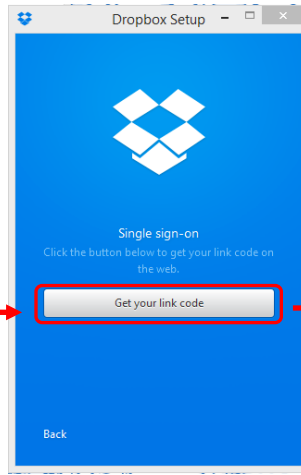 Dropbox Setup
Single sign-on
Click the button below to get your link code on
the web.
Get your link code
Back